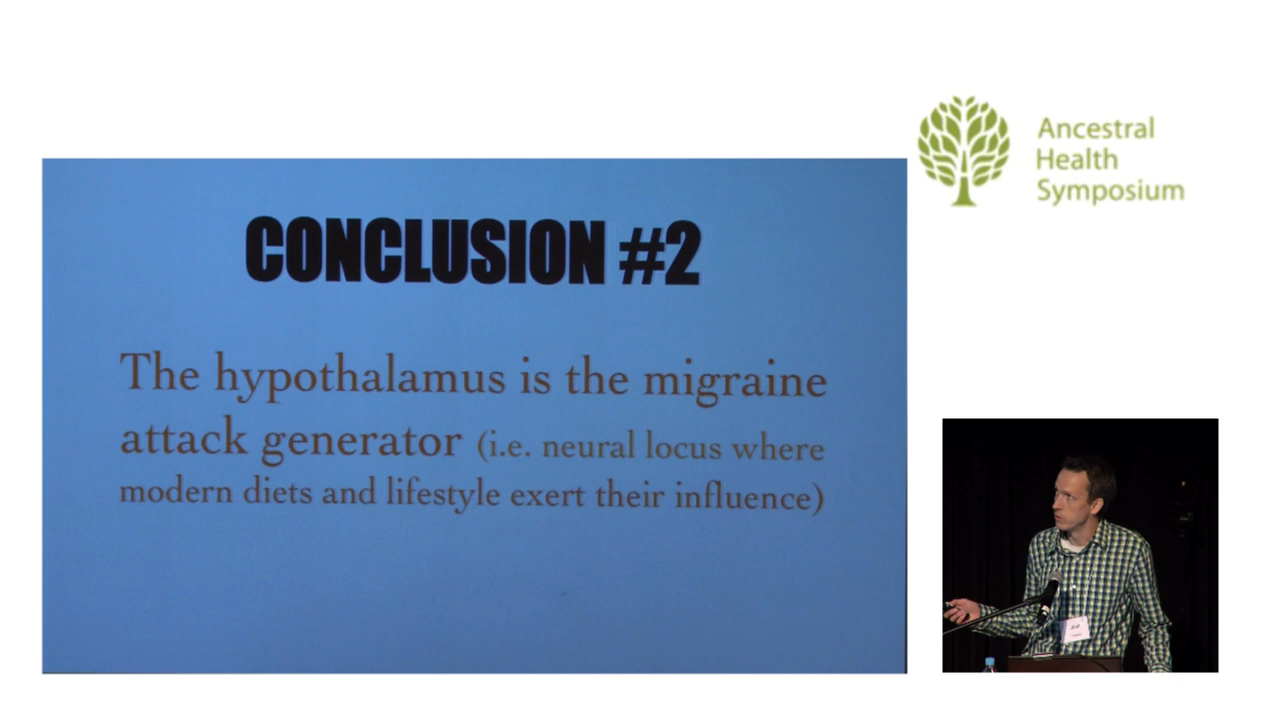 Ancestral
Health
Symposium
CONCLUSION #2
The hypothalamus is the migraine
attack generator (i.e. neural locus where
modern diets and lifestyle exert their influence)